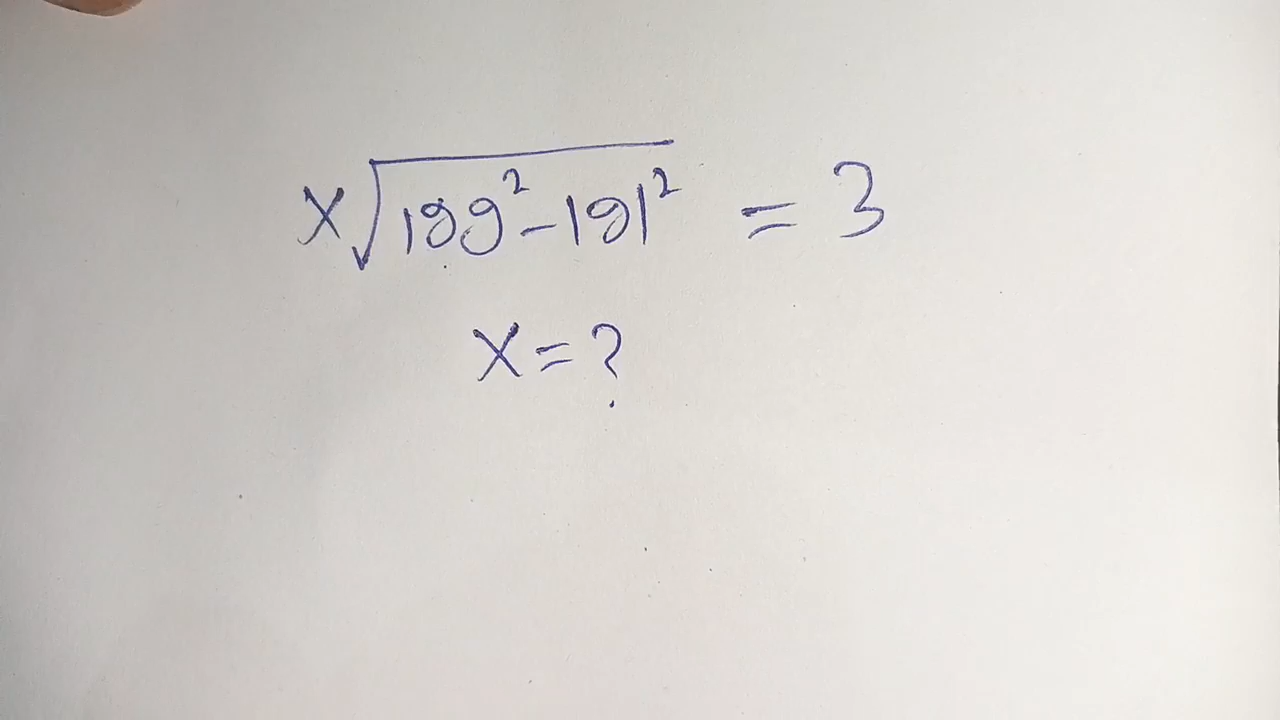 X√199²-191² = 3
X=?